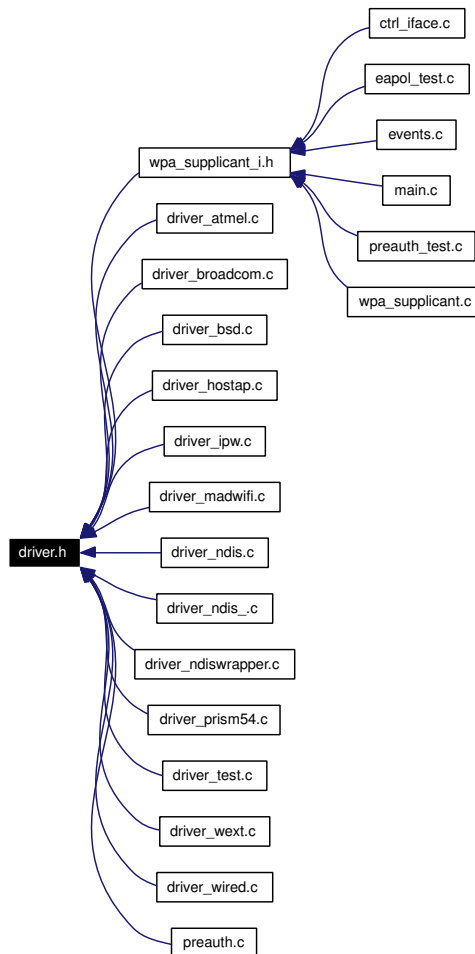 ctrl_iface.c
eapol_test.c
events.c
wpa_supplicant_i.h
main.c
driver_atmel.c
preauth_test.c
driver_broadcom.c
wpa_supplicant.c
driver_bsd.c
driver_hostap.c
driver_ipw.c
driver_madwifi.c
driver.h
driver_ndis.c
driver_ndis_.c
driver_ndiswrapper.c
driver_prism54.c
driver_test.c
driver_wext.c
driver_wired.c
preauth.c